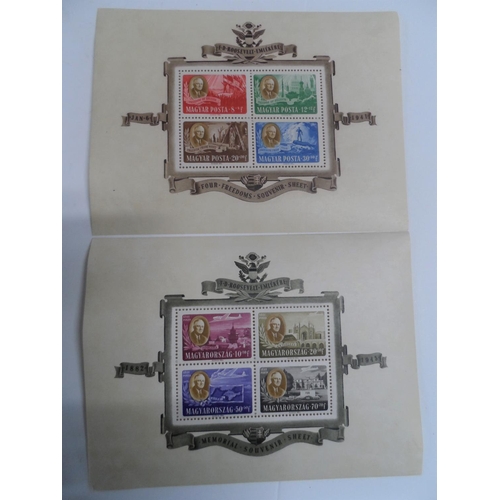 F·D·ROOSEVELT·EMLÉKÉRE
MAGYAR POSTA·8
MAGYAR POSTA·12
MAGYAR POSTA·20
MAGYAR POSTA·30
FOUR·FREEDOMS·SOUVENIR·SHEET
F·D·ROOSEVELT·EMLÉKÉRE
MAGYARORSZÁG·10
MAGYARORSZÁG·20
MAGYARORSZÁG·50
MAGYARORSZÁG·70
MEMORIAL·SOUVENIR·SHEET